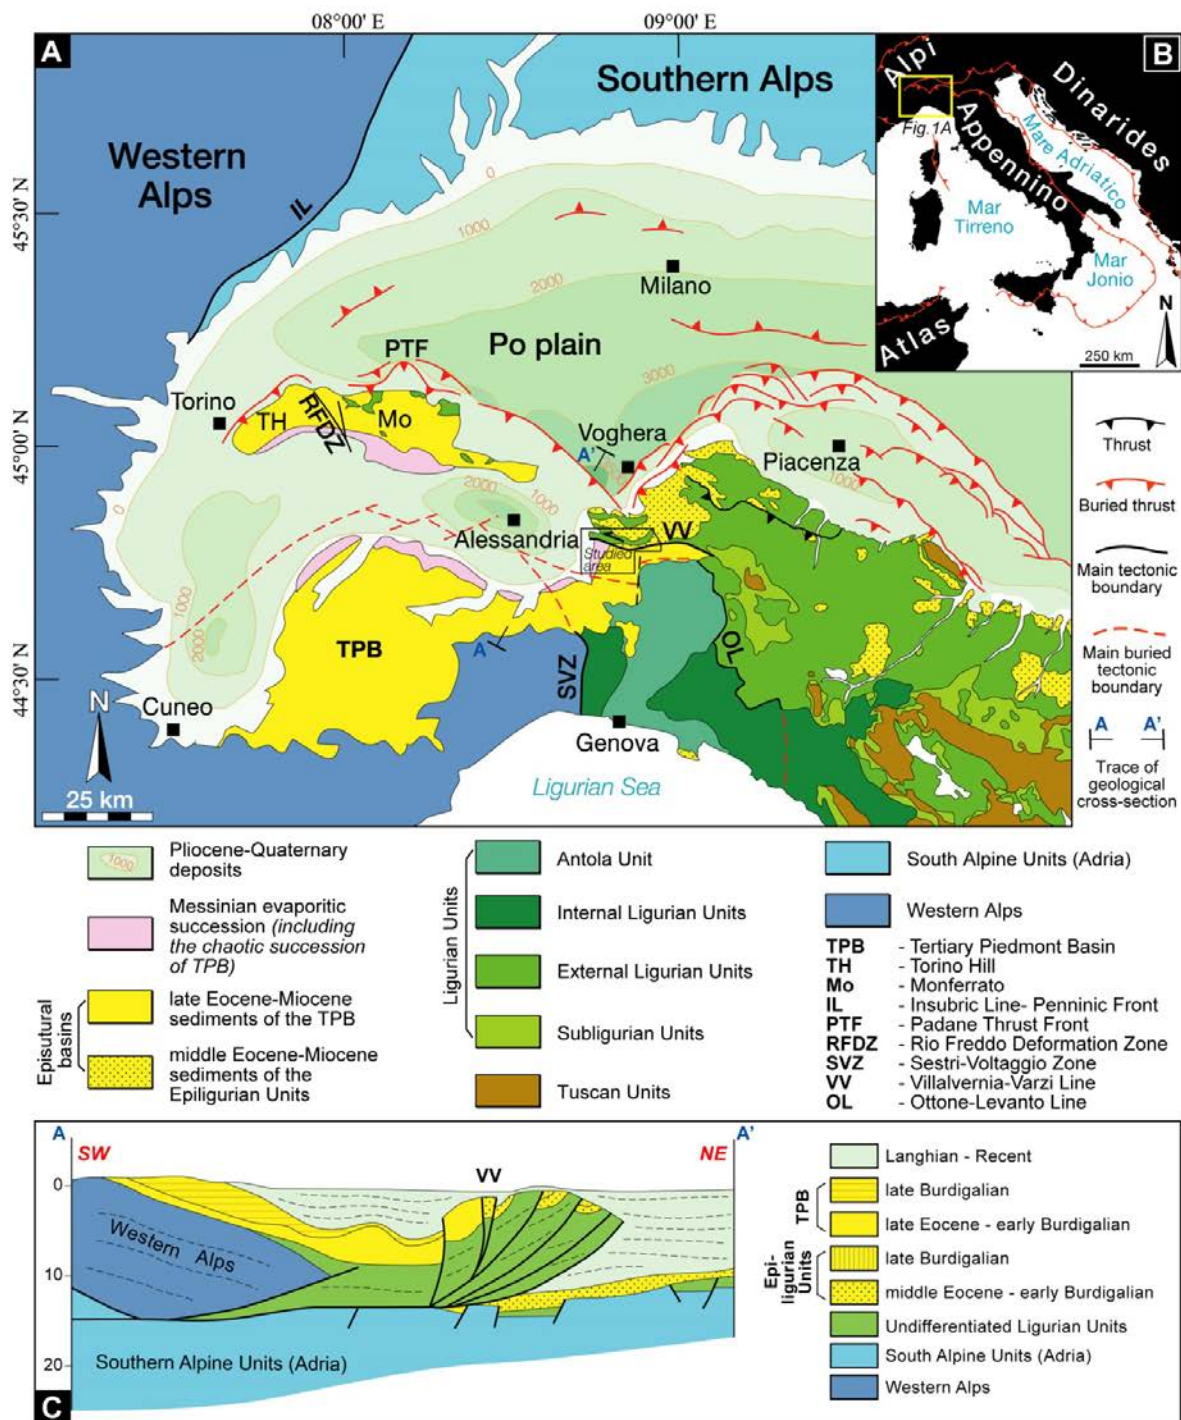 08°00' E
09°00' E
A
B
Southern Alps
Western
Alps
IL
45°30' N
45°00' N
44°30' N
0
1000
2000
3000
Milano
Po plain
PTF
Torino
TH
RFDZ
Mo
Voghera
A'
Piacenza
1000
2000
1000
Alessandria
VV
Studied
area
0
1000
2000
TPB
A
SVZ
OL
N
Cuneo
Genova
25 km
Ligurian Sea
Alpi
Dinarides
Fig.1A
Appennino
Mare Adriatico
Mar
Tirreno
Mar
Jonio
Atlas
N
250 km
Thrust
Buried thrust
Main tectonic
boundary
Main buried
tectonic
boundary
A A'
Trace of
geological
cross-section
1000
Pliocene-Quaternary
deposits
Messinian evaporitic
succession (including
the chaotic succession
of TPB)
Episutural
basins
late Eocene-Miocene
sediments of the TPB
middle Eocene-Miocene
sediments of the
Epiligurian Units
Ligurian Units
Antola Unit
Internal Ligurian Units
External Ligurian Units
Subligurian Units
Tuscan Units
South Alpine Units (Adria)
Western Alps
TPB - Tertiary Piedmont Basin
TH - Torino Hill
Mo - Monferrato
IL - Insubric Line- Penninic Front
PTF - Padane Thrust Front
RFDZ - Rio Freddo Deformation Zone
SVZ - Sestri-Voltaggio Zone
VV - Villalvernia-Varzi Line
OL - Ottone-Levanto Line
A
A'
SW
NE
VV
0
10
20
Western Alps
Southern Alpine Units (Adria)
C
Langhian - Recent
TPB
late Burdigalian
late Eocene - early Burdigalian
Epi-
ligurian
Units
late Burdigalian
middle Eocene - early Burdigalian
Undifferentiated Ligurian Units
South Alpine Units (Adria)
Western Alps